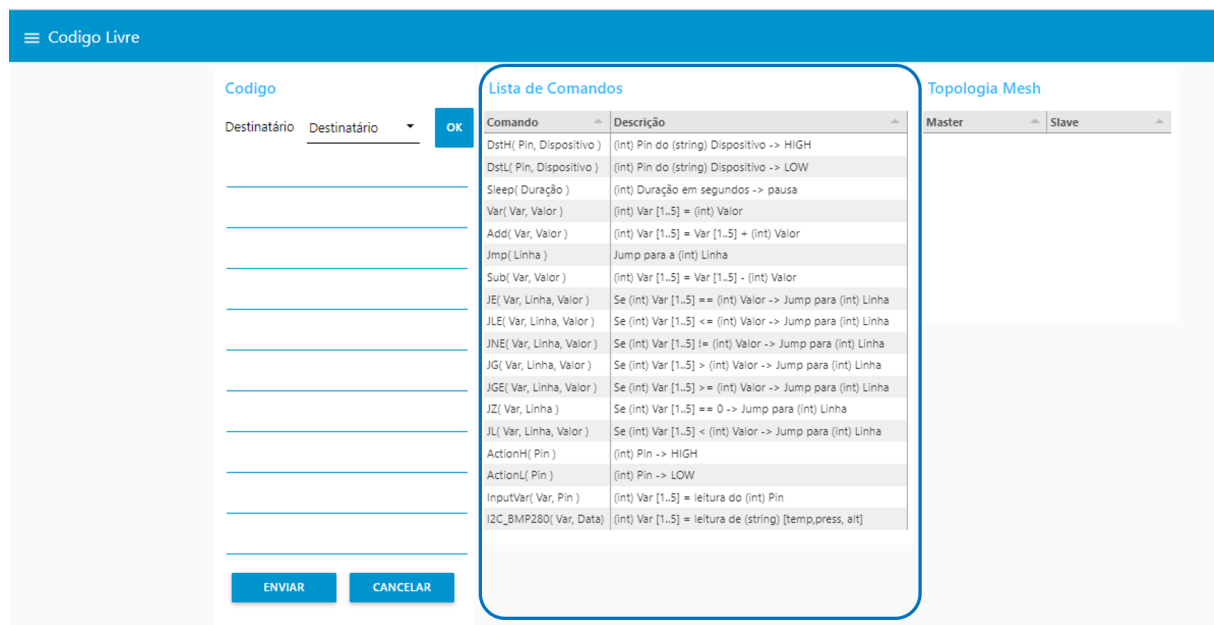 Codigo Livre
Codigo
Destinatário Destinatário OK
ENVIAR CANCELAR
Lista de Comandos
Comando Descrição
DstH( Pin, Dispositivo ) (int) Pin do (string) Dispositivo -> HIGH
DstL( Pin, Dispositivo ) (int) Pin do (string) Dispositivo -> LOW
Sleep( Duração ) (int) Duração em segundos -> pausa
Var( Var, Valor ) (int) Var [1..5] = (int) Valor
Add( Var, Valor ) (int) Var [1..5] = Var [1..5] + (int) Valor
Jmp( Linha ) Jump para a (int) Linha
Sub( Var, Valor ) (int) Var [1..5] = Var [1..5] - (int) Valor
JE( Var, Linha, Valor ) Se (int) Var [1..5] == (int) Valor -> Jump para (int) Linha
JLE( Var, Linha, Valor ) Se (int) Var [1..5] <= (int) Valor -> Jump para (int) Linha
JNE( Var, Linha, Valor ) Se (int) Var [1..5] != (int) Valor -> Jump para (int) Linha
JG( Var, Linha, Valor ) Se (int) Var [1..5] > (int) Valor -> Jump para (int) Linha
JGE( Var, Linha, Valor ) Se (int) Var [1..5] >= (int) Valor -> Jump para (int) Linha
JZ( Var, Linha ) Se (int) Var [1..5] == 0 -> Jump para (int) Linha
JL( Var, Linha, Valor ) Se (int) Var [1..5] < (int) Valor -> Jump para (int) Linha
ActionH( Pin ) (int) Pin -> HIGH
ActionL( Pin ) (int) Pin -> LOW
InputVar( Var, Pin ) (int) Var [1..5] = leitura do (int) Pin
I2C_BMP280( Var, Data) (int) Var [1..5] = leitura de (string) [temp,press, alt]
Topologia Mesh
Master Slave